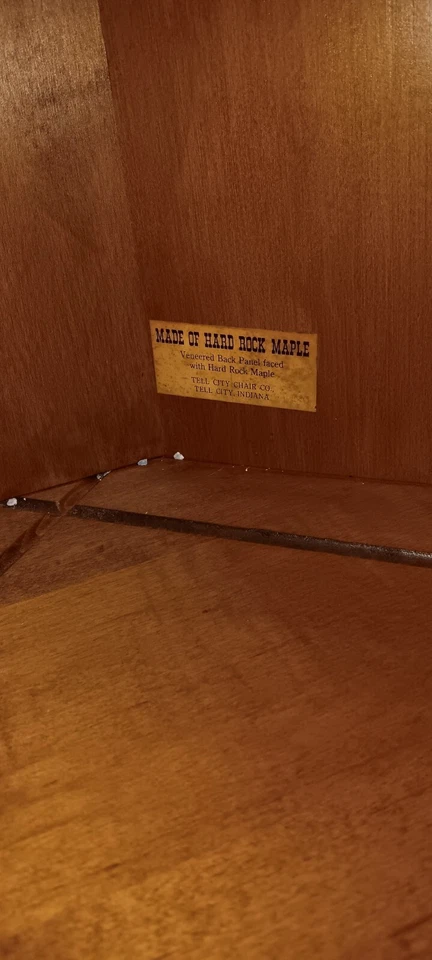 MADE OF HARD ROCK MAPLE
Veneered Back Panel faced
with Hard Rock Maple
TELL CITY CHAIR CO.
TELL CITY, INDIANA